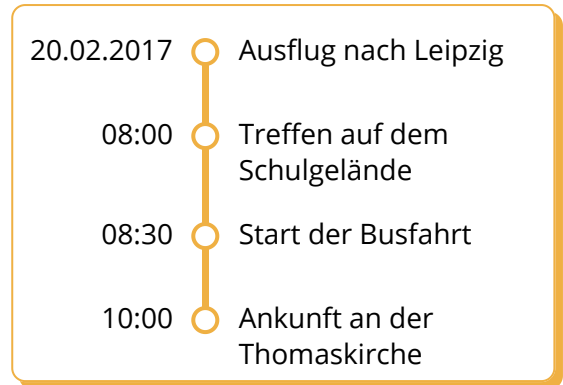 20.02.2017 Ausflug nach Leipzig
08:00 Treffen auf dem
Schulgelände
08:30 Start der Busfahrt
10:00 Ankunft an der
Thomaskirche